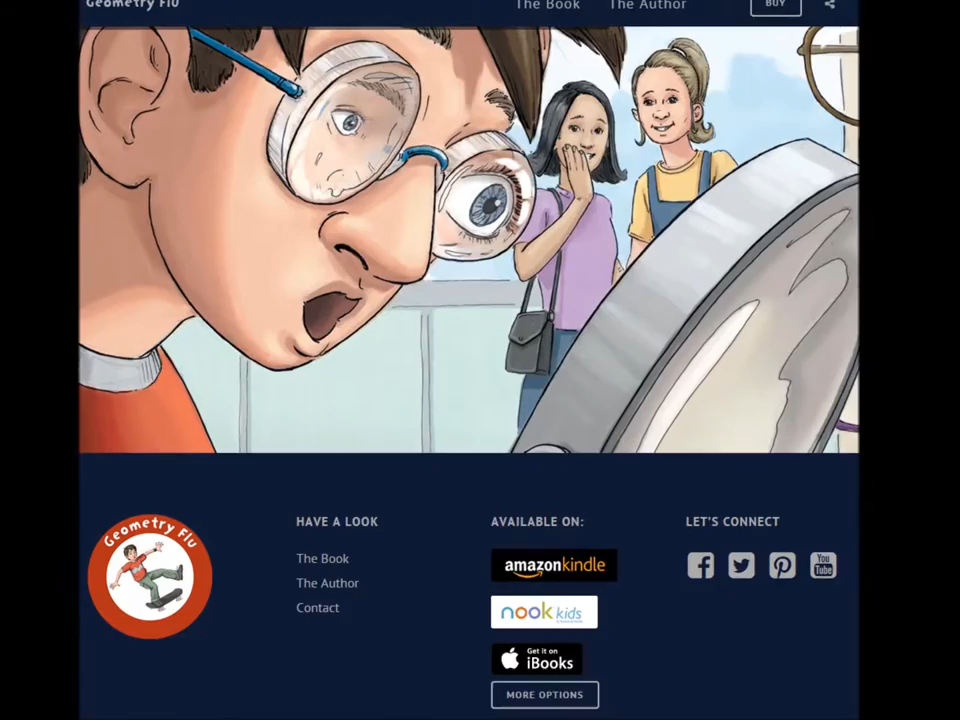 Geometry Flu
The Book
The Author
BUY
Geometry Flu
HAVE A LOOK
The Book
The Author
Contact
AVAILABLE ON:
amazonkindle
nook kids
Get it on
iBooks
MORE OPTIONS
LET'S CONNECT
You
Tube